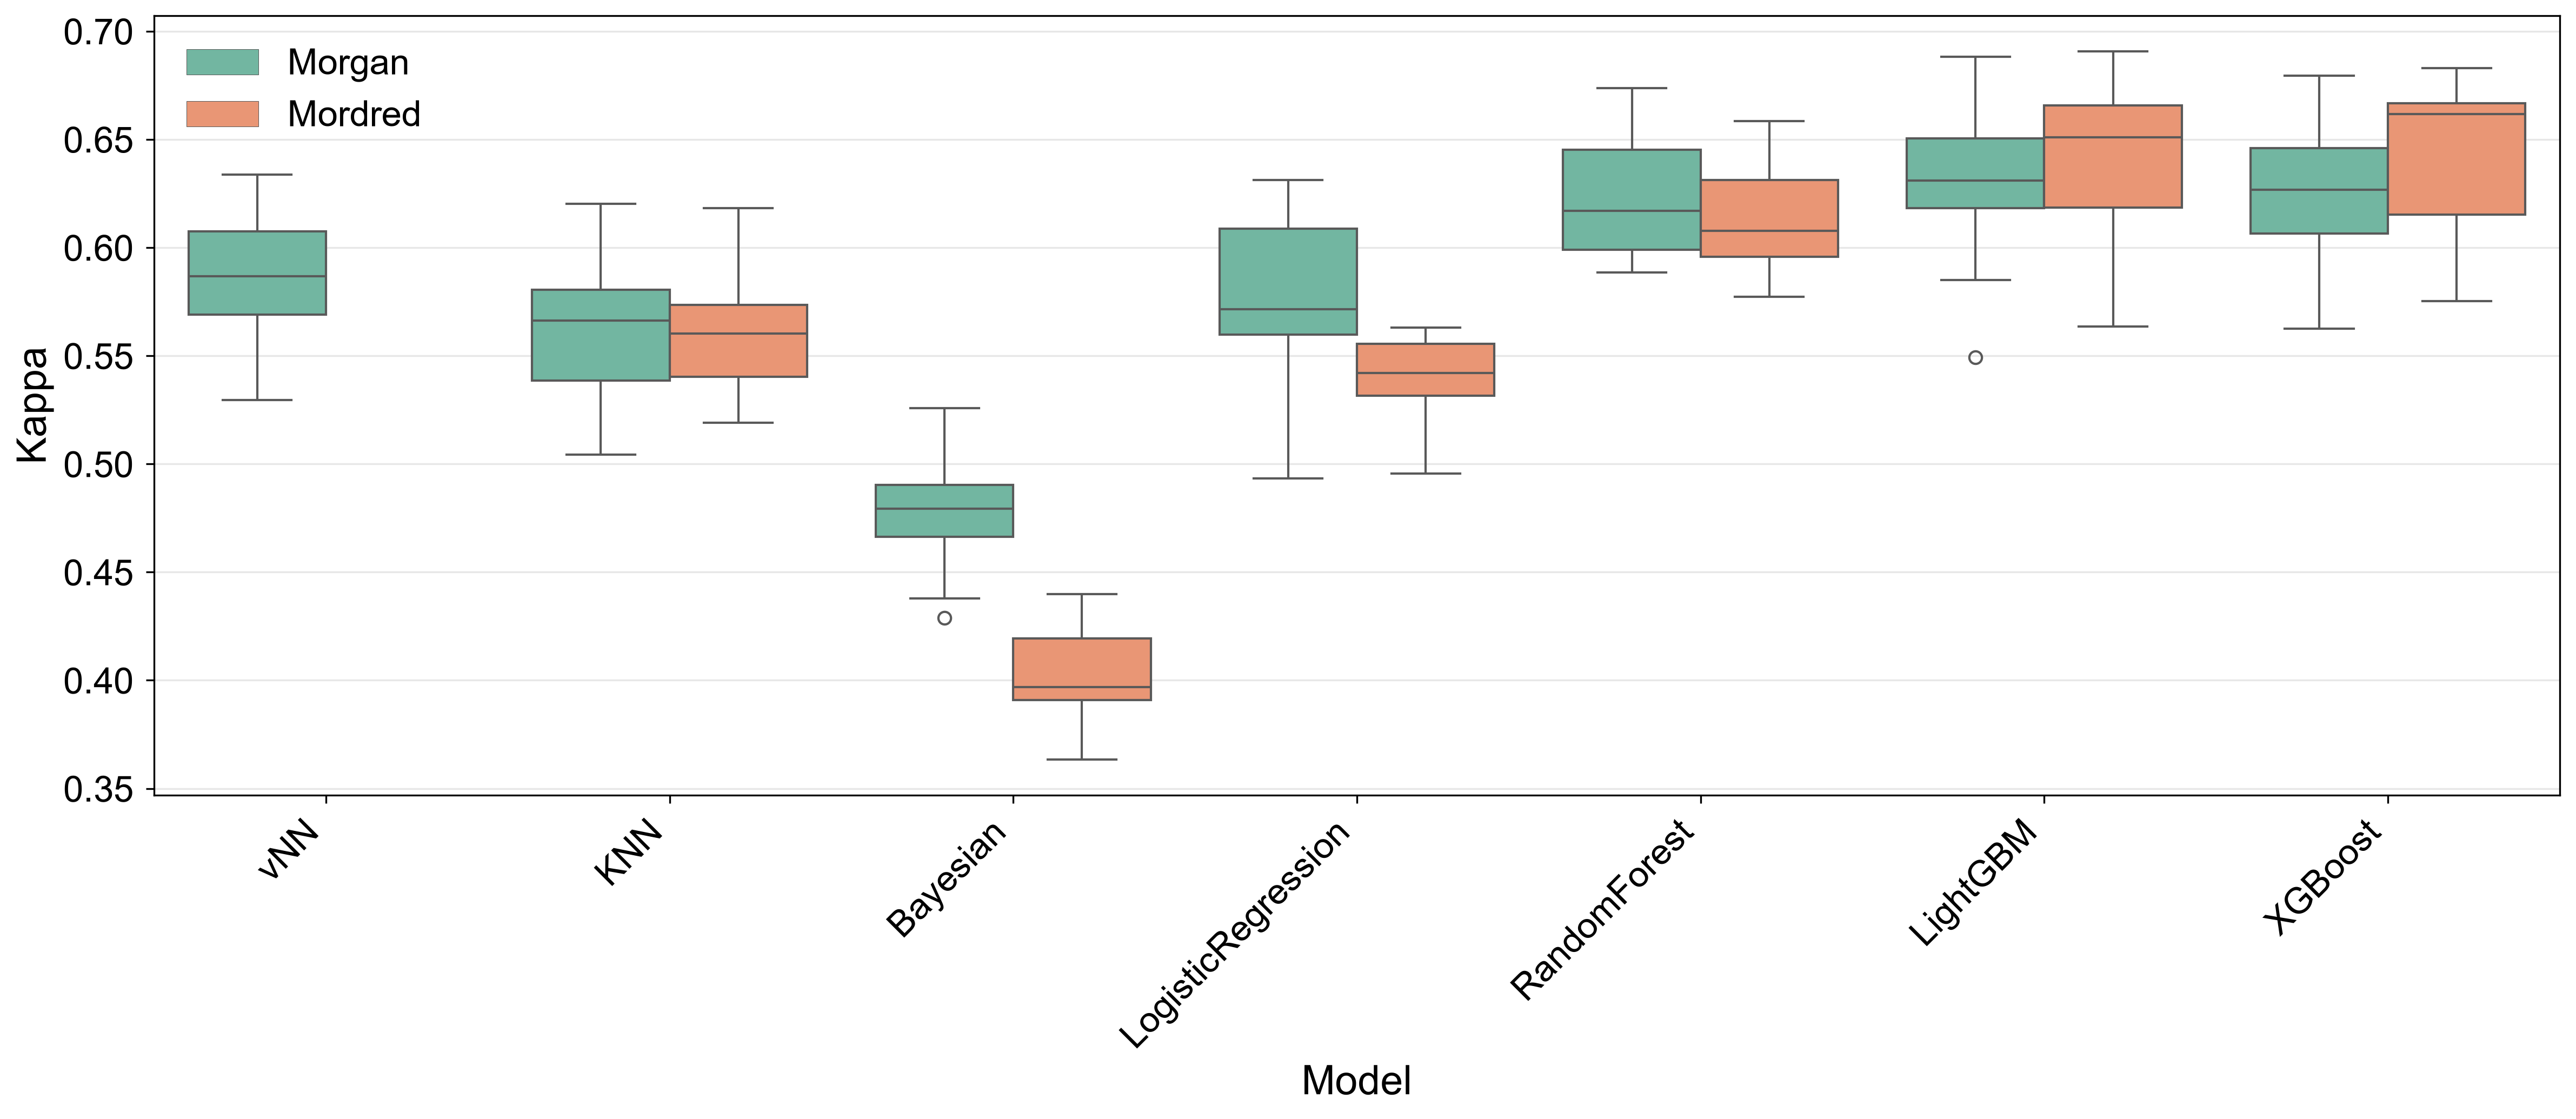 Morgan
Mordred
Kappa
0.70
0.65
0.60
0.55
0.50
0.45
0.40
0.35
vNN
KNN
Bayesian
LogisticRegression
RandomForest
LightGBM
XGBoost
Model